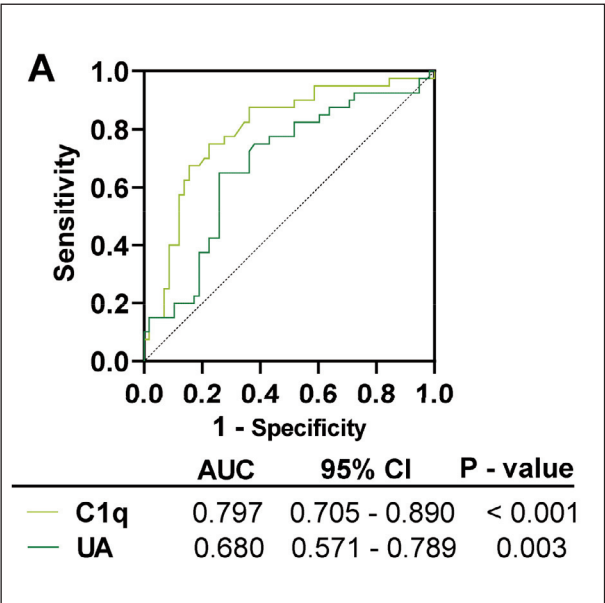 A
1.0
0.8
0.6
0.4
0.2
0.0
Sensitivity
0.0 0.2 0.4 0.6 0.8 1.0
1 - Specificity
AUC 95% CI P - value
C1q 0.797 0.705 - 0.890 < 0.001
UA 0.680 0.571 - 0.789 0.003